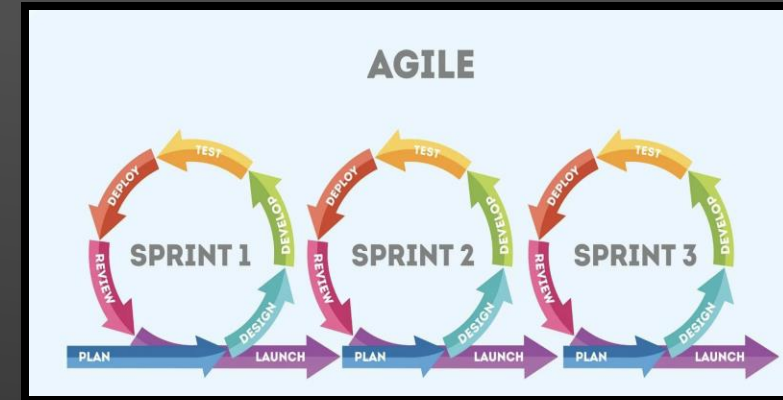 AGILE
TEST
TEST
TEST
DEPLOY
DEVELOP
DEPLOY
DEVELOP
DEPLOY
DEVELOP
SPRINT 1
SPRINT 2
SPRINT 3
REVIEW
DESIGN
REVIEW
DESIGN
REVIEW
DESIGN
PLAN
LAUNCH
PLAN
LAUNCH
PLAN
LAUNCH